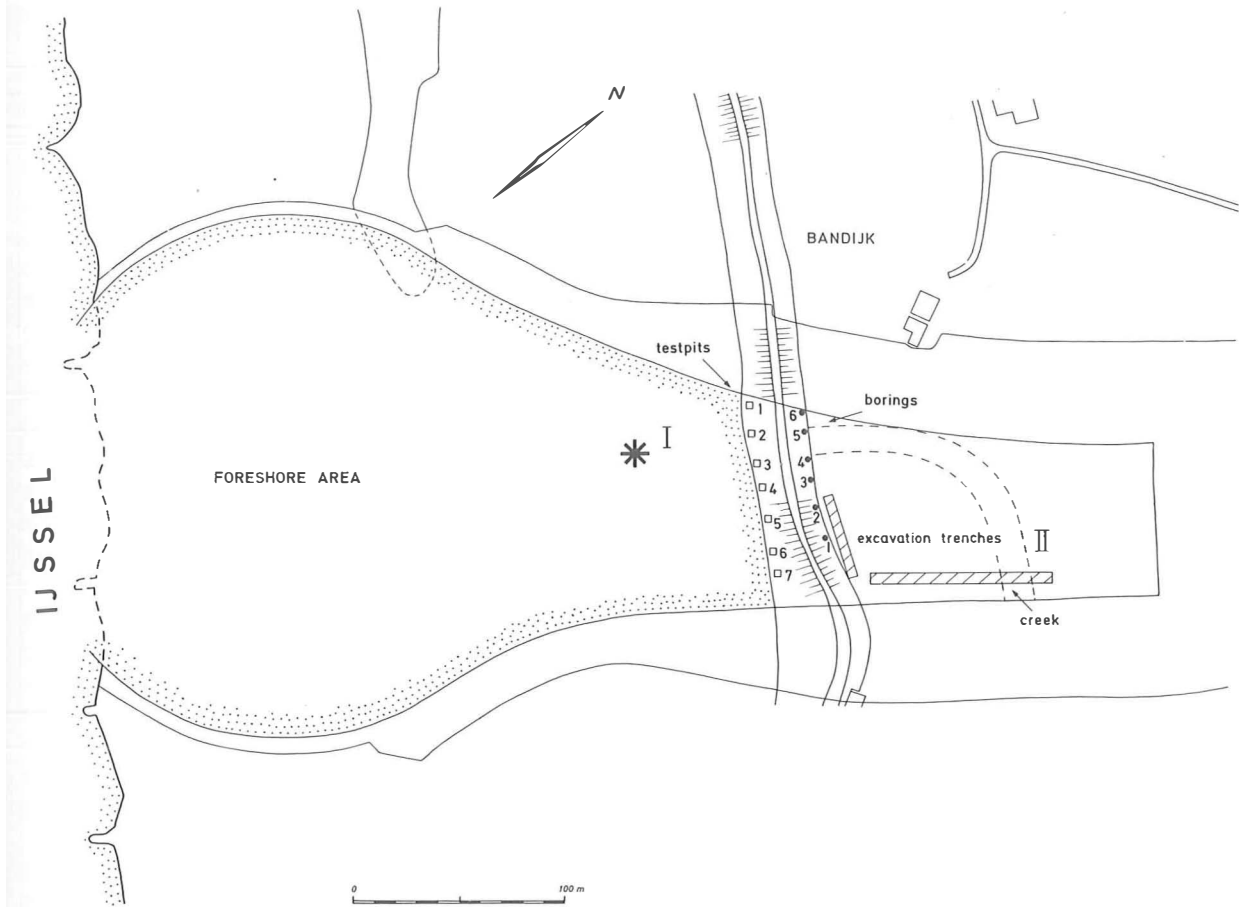 N
BANDIJK
testpits
borings
1
2
3
4
5
6
7
6
5
4
3
2
1
I
FORESHORE AREA
IJSSEL
excavation trenches
II
creek
0
100 m